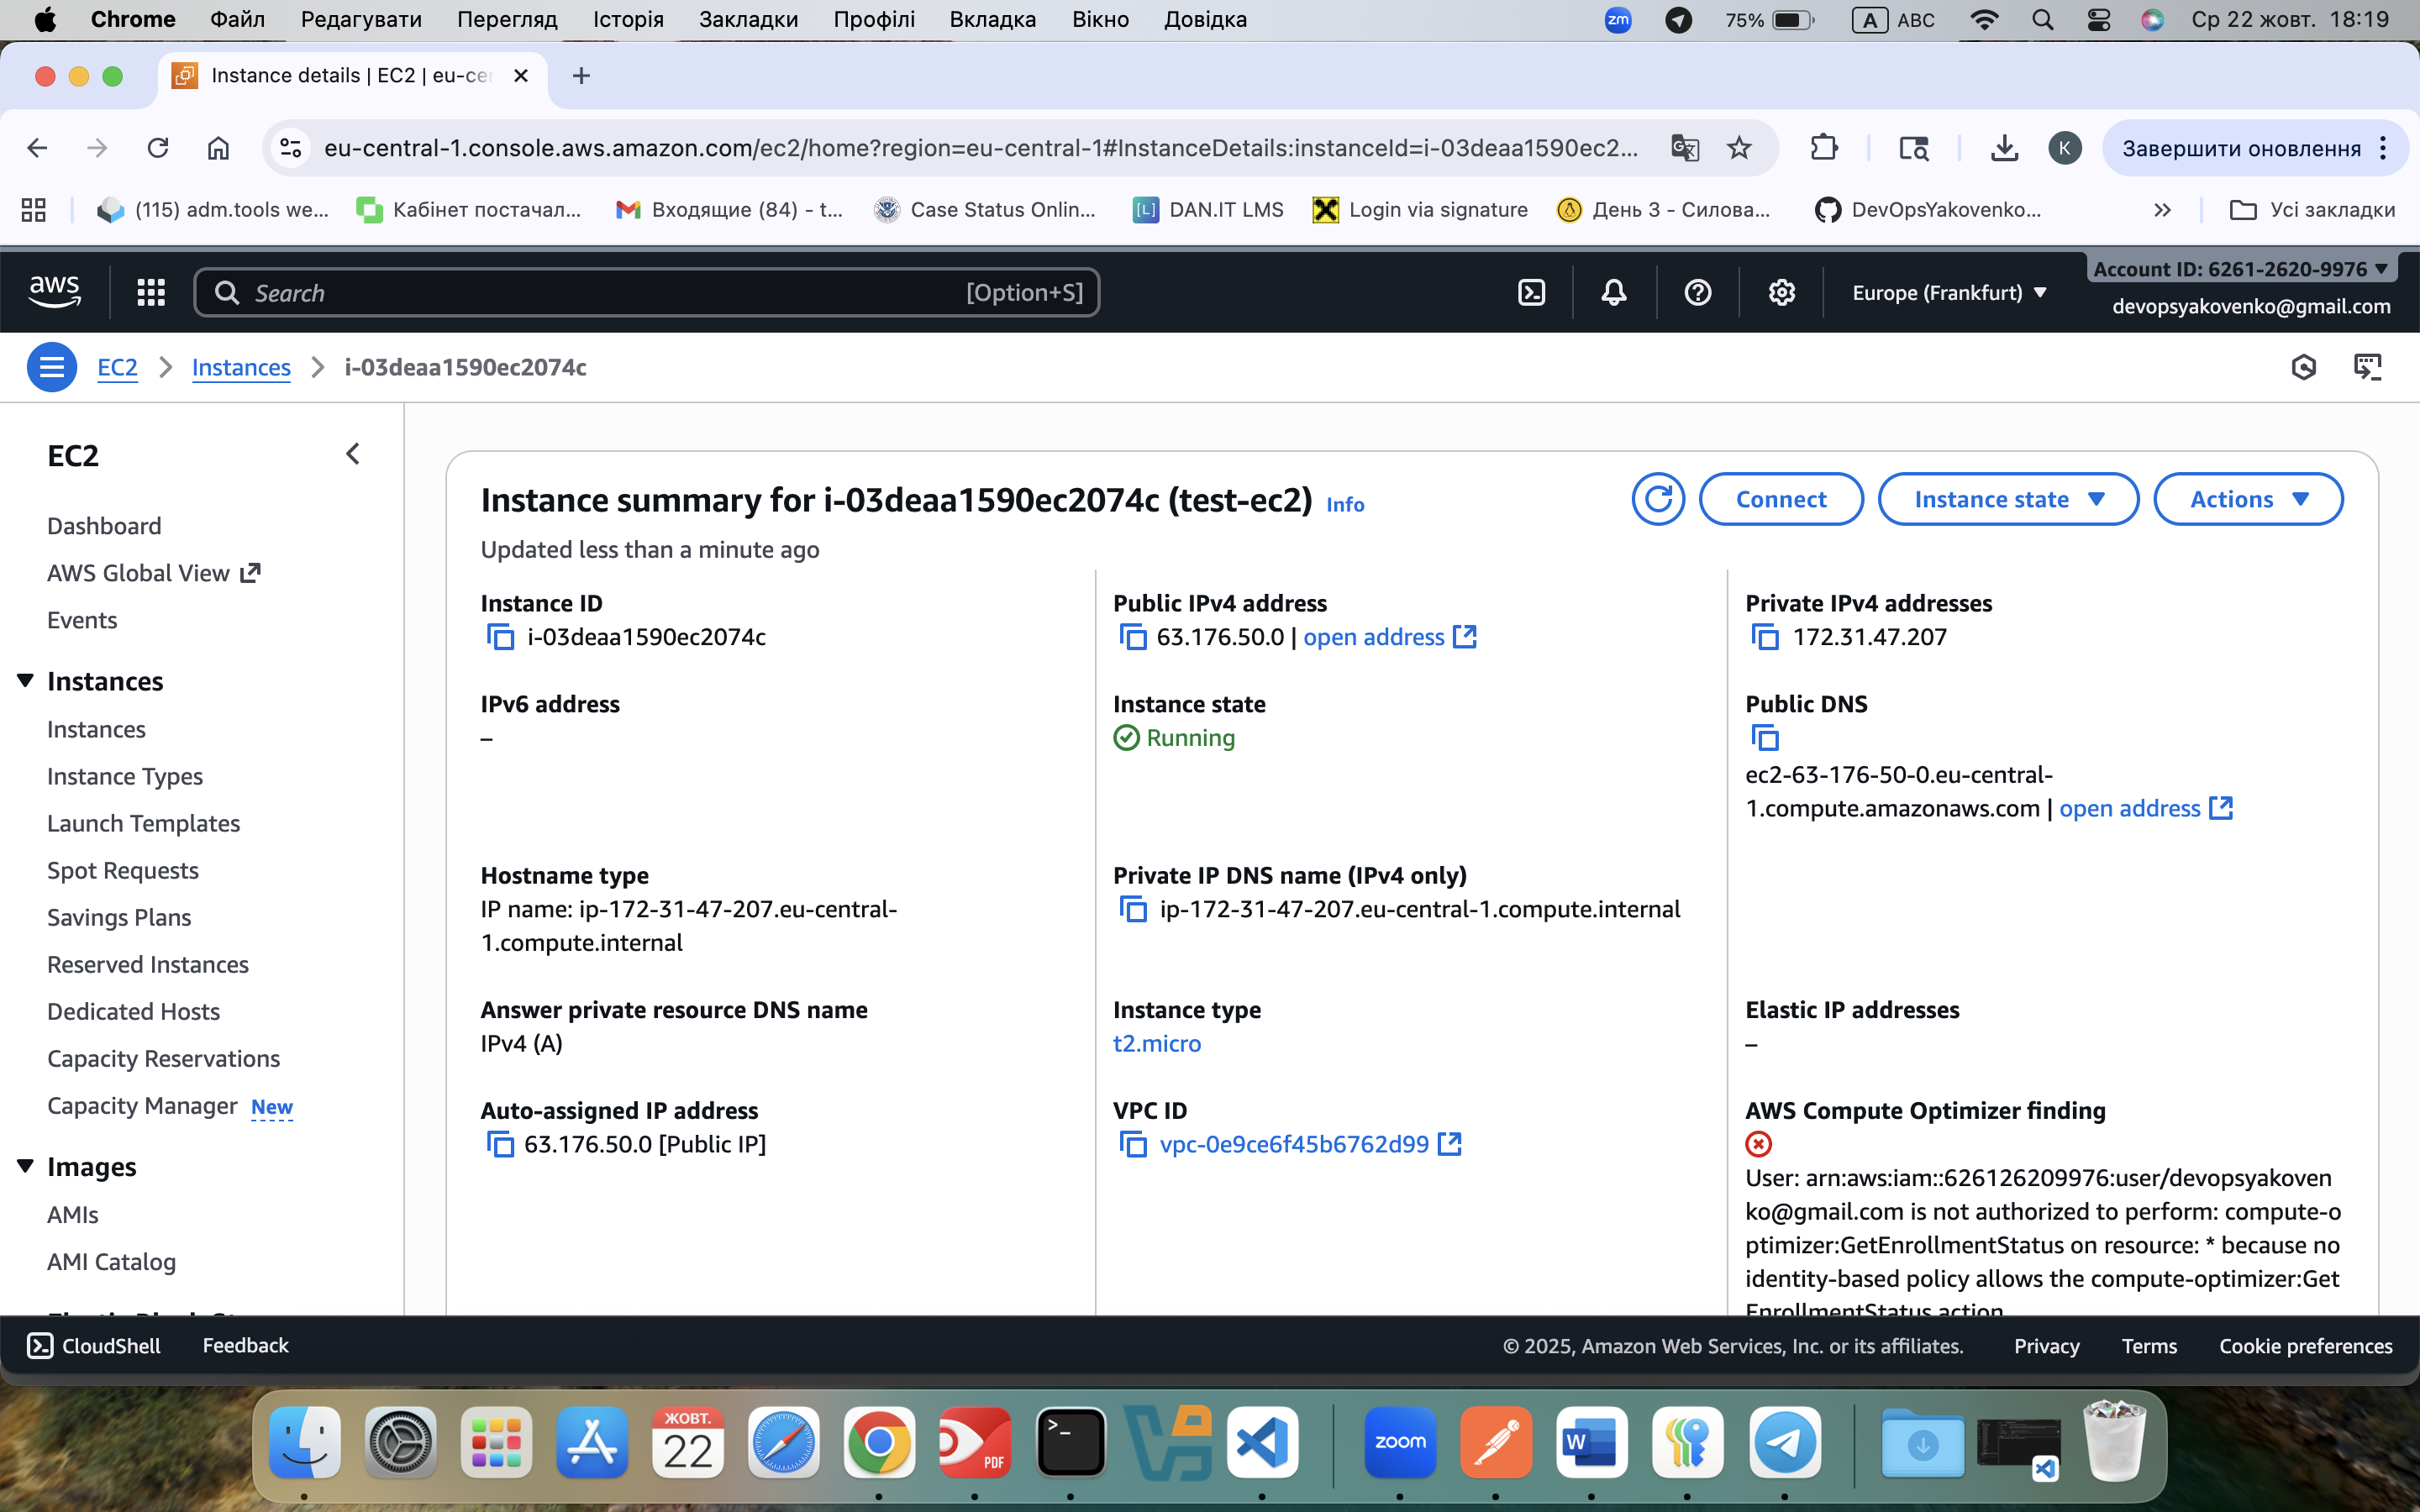 Chrome Файл Редагувати Перегляд Історія Закладки Профілі Вкладка Вікно Довідка zm 75% A ABC Ср 22 жовт. 18:19
Instance details | EC2 | eu-ce
eu-central-1.console.aws.amazon.com/ec2/home?region=eu-central-1#InstanceDetails:instanceId=i-03deaa1590ec2... K Завершити оновлення
(115) adm.tools we... Кабінет постачал... Входящие (84) - t... Case Status Onlin... [L] DAN.IT LMS Login via signature День 3 - Силова... DevOpsYakovenko... Усі закладки
aws Search [Option+S] Europe (Frankfurt) Account ID: 6261-2620-9976
devopsyakovenko@gmail.com
EC2 Instances i-03deaa1590ec2074c
EC2
Dashboard
AWS Global View
Events
Instances
Instances
Instance Types
Launch Templates
Spot Requests
Savings Plans
Reserved Instances
Dedicated Hosts
Capacity Reservations
Capacity Manager New
Images
AMIs
AMI Catalog
Instance summary for i-03deaa1590ec2074c (test-ec2) Info
Connect Instance state Actions
Updated less than a minute ago
Instance ID
i-03deaa1590ec2074c
Public IPv4 address
63.176.50.0 | open address
Private IPv4 addresses
172.31.47.207
IPv6 address
–
Instance state
Running
Public DNS
ec2-63-176-50-0.eu-central-
1.compute.amazonaws.com | open address
Hostname type
IP name: ip-172-31-47-207.eu-central-
1.compute.internal
Private IP DNS name (IPv4 only)
ip-172-31-47-207.eu-central-1.compute.internal
Answer private resource DNS name
IPv4 (A)
Instance type
t2.micro
Elastic IP addresses
–
Auto-assigned IP address
63.176.50.0 [Public IP]
VPC ID
vpc-0e9ce6f45b6762d99
AWS Compute Optimizer finding
User: arn:aws:iam::626126209976:user/devopsyakoven
ko@gmail.com is not authorized to perform: compute-o
ptimizer:GetEnrollmentStatus on resource: * because no
identity-based policy allows the compute-optimizer:Get
EnrollmentStatus action
CloudShell Feedback © 2025, Amazon Web Services, Inc. or its affiliates. Privacy Terms Cookie preferences
ЖОВТ.
22
PDF
zoom
W